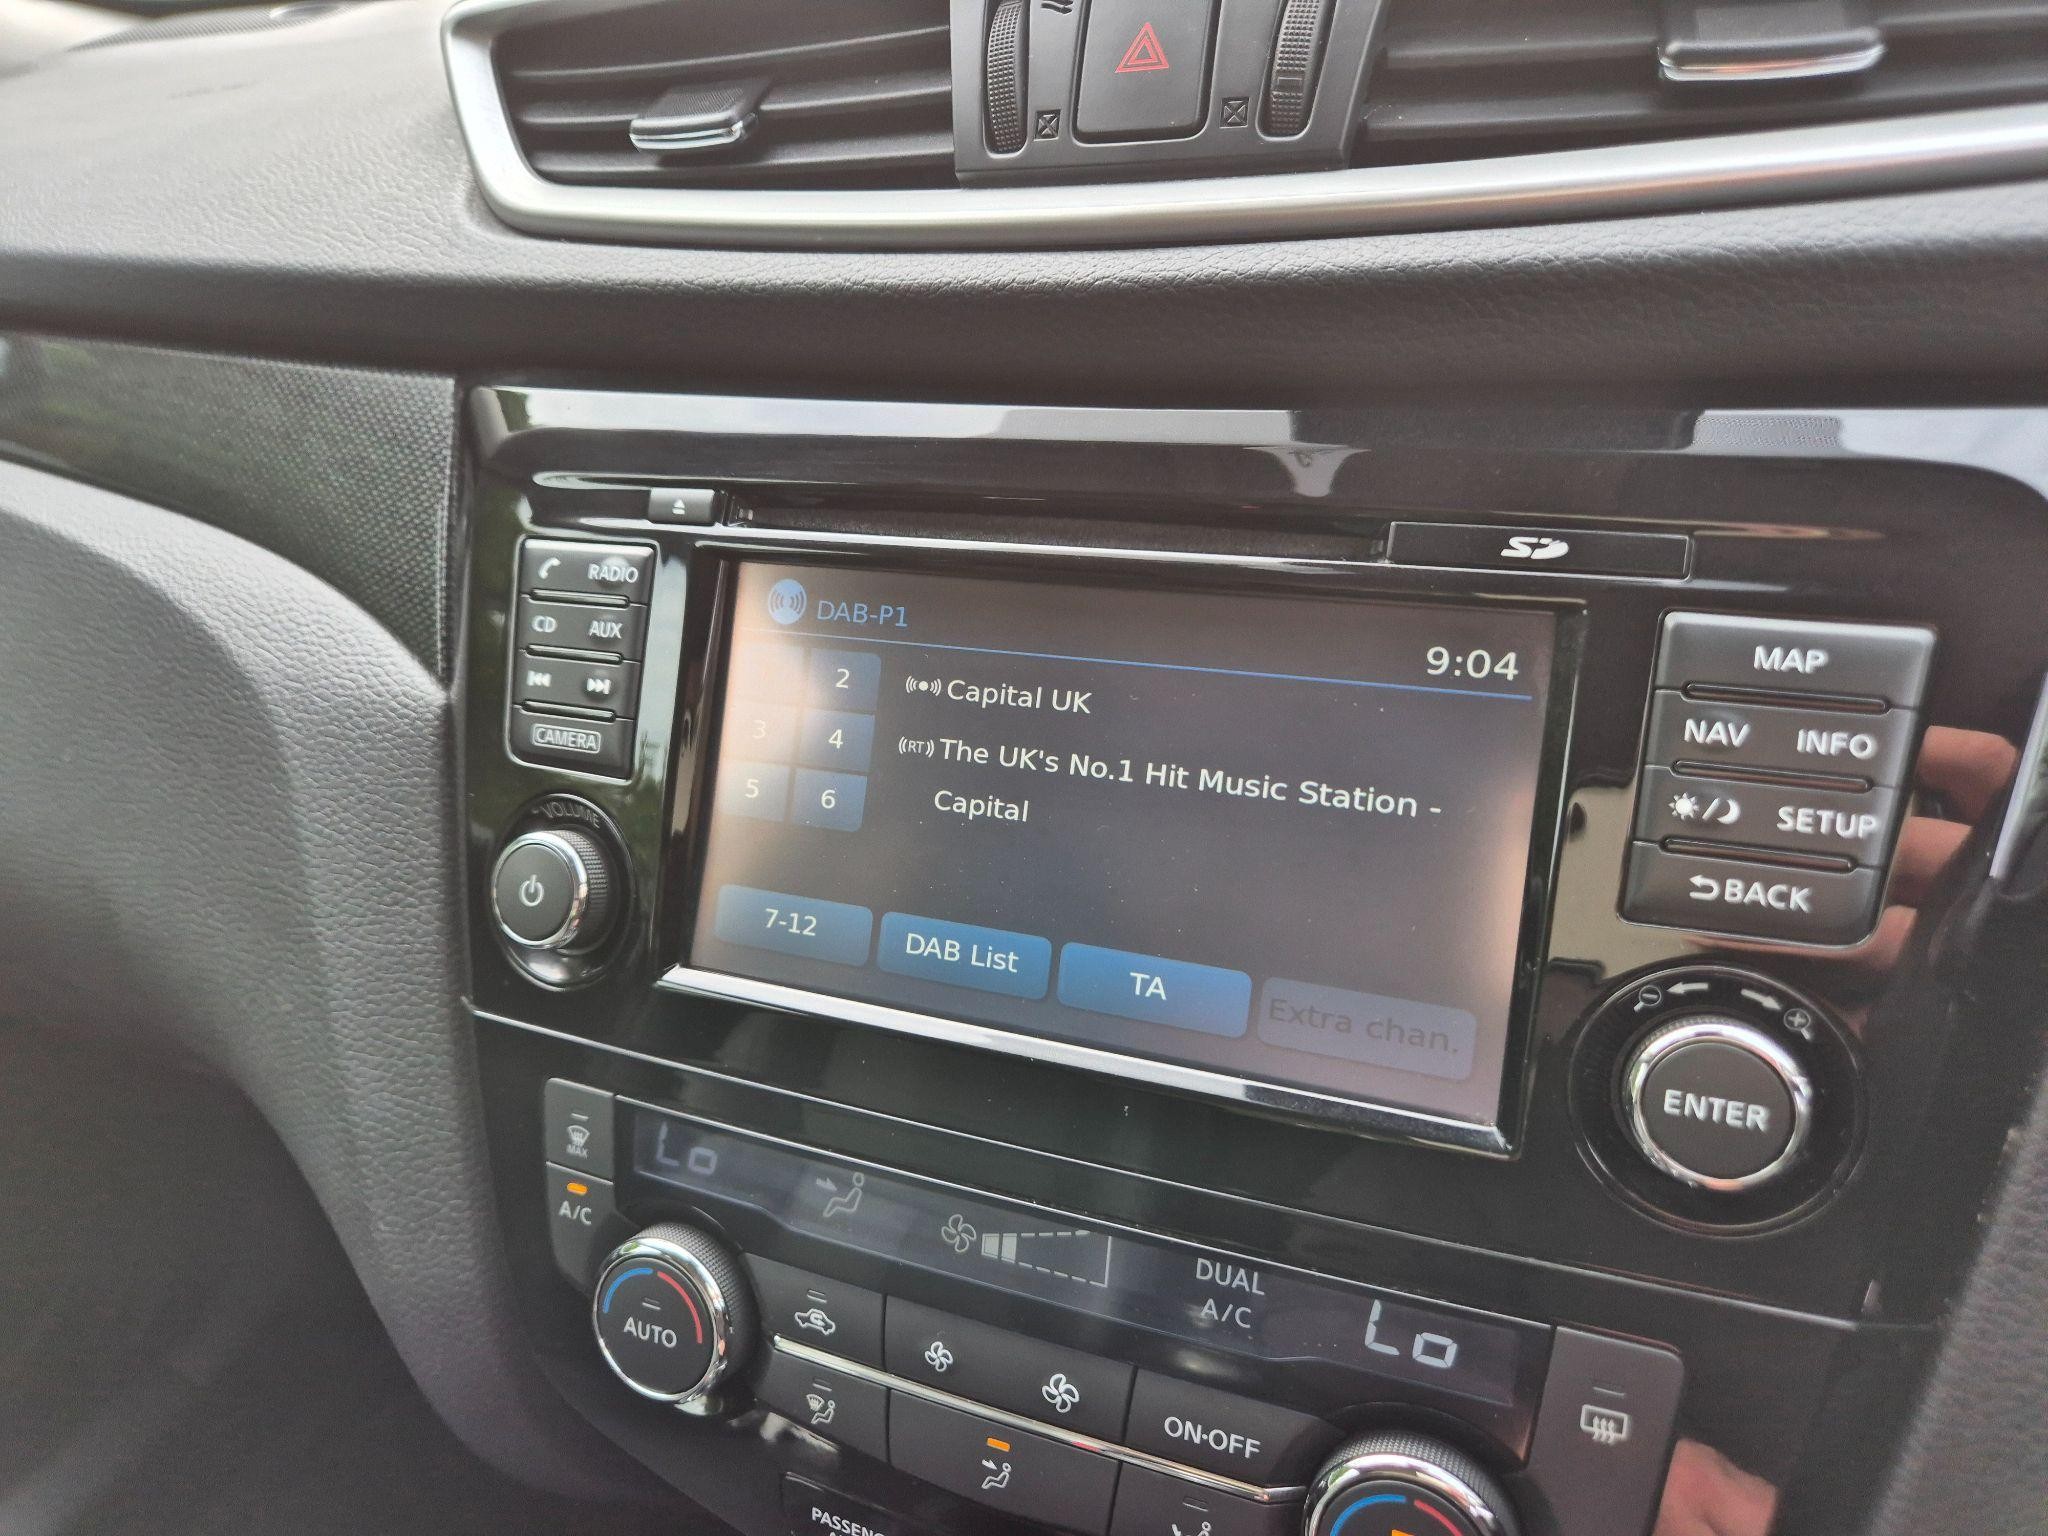 RADIO
CD AUX
CAMERA
VOLUME
SD
DAB-P1
9:04
2
3 4
5 6
Capital UK
(RT) The UK's No.1 Hit Music Station -
Capital
7-12
DAB List
TA
Extra chan.
MAP
NAV INFO
SETUP
BACK
ENTER
MAX
A/C
Lo
DUAL
A/C
Lo
AUTO
ON·OFF